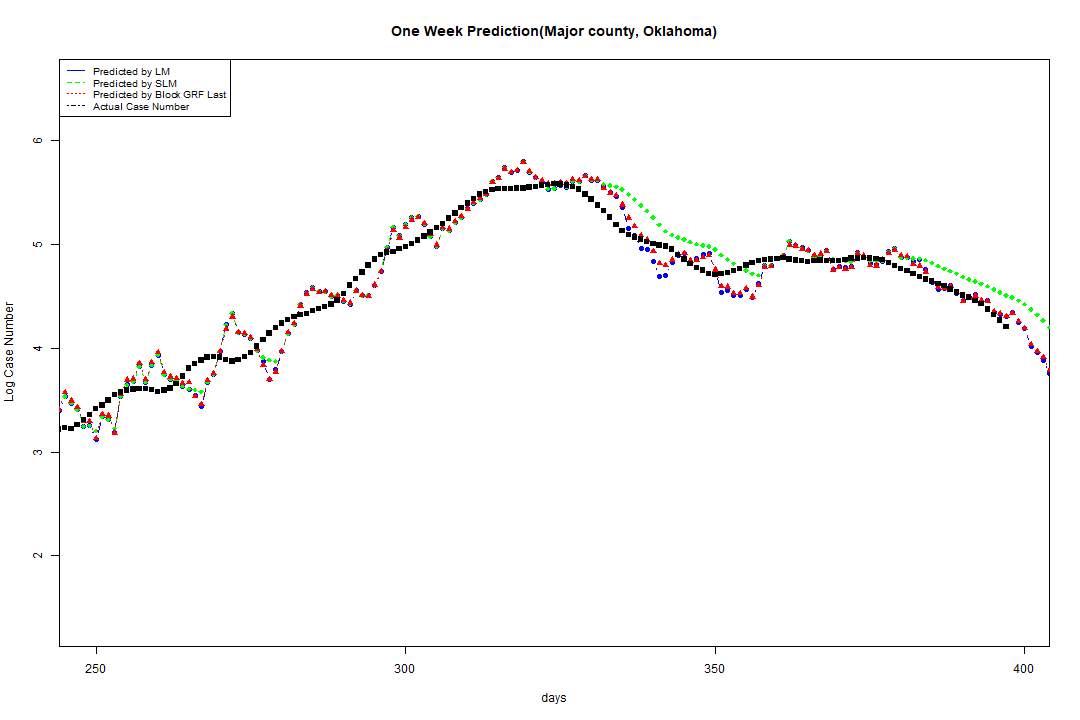 One Week Prediction(Major county, Oklahoma)
Predicted by LM
Predicted by SLM
Predicted by Block GRF Last
Actual Case Number
6
5
4
3
2
Log Case Number
250 300 350 400
days